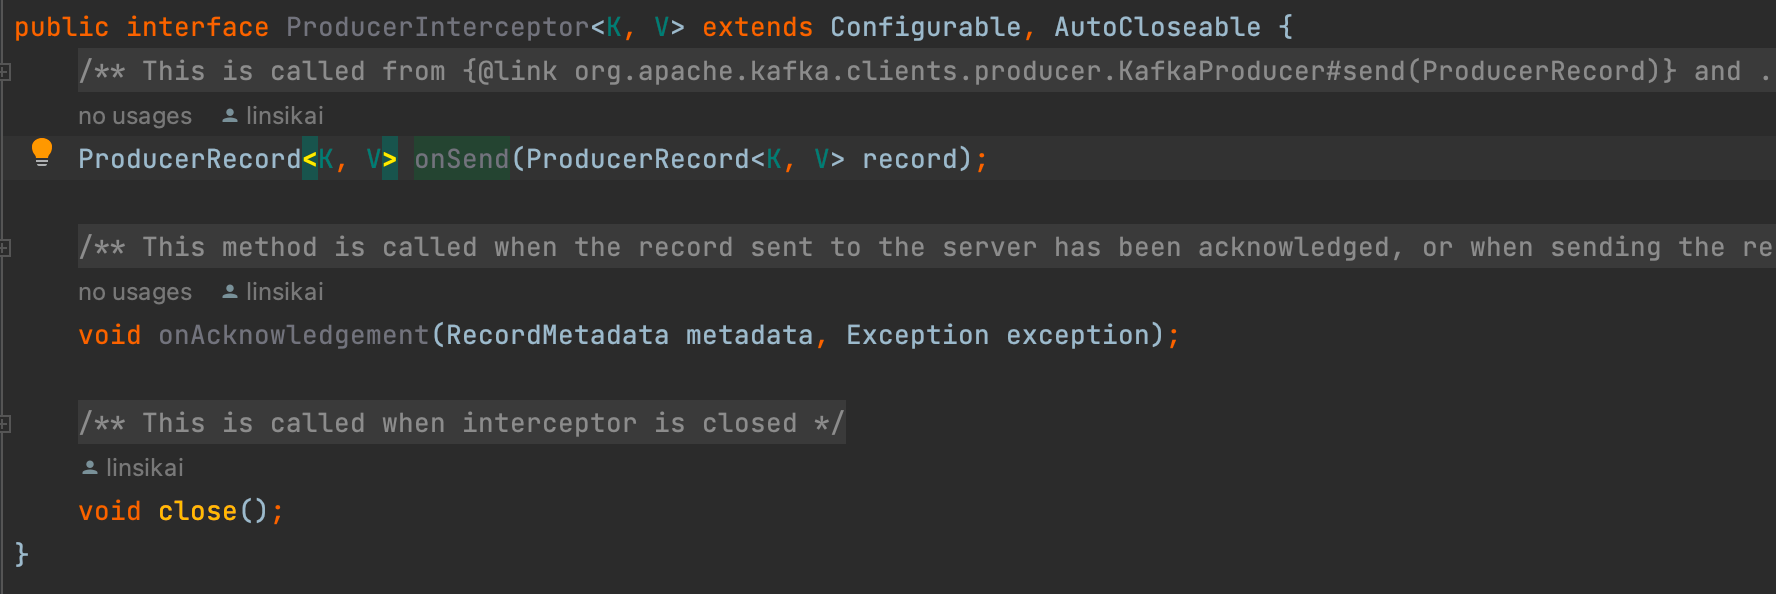 public interface ProducerInterceptor<K, V> extends Configurable, AutoCloseable {
/** This is called from {@link org.apache.kafka.clients.producer.KafkaProducer#send(ProducerRecord)} and .
no usages linsikai
ProducerRecord<K, V> onSend(ProducerRecord<K, V> record);
/** This method is called when the record sent to the server has been acknowledged, or when sending the re
no usages linsikai
void onAcknowledgement(RecordMetadata metadata, Exception exception);
/** This is called when interceptor is closed */
linsikai
void close();
}